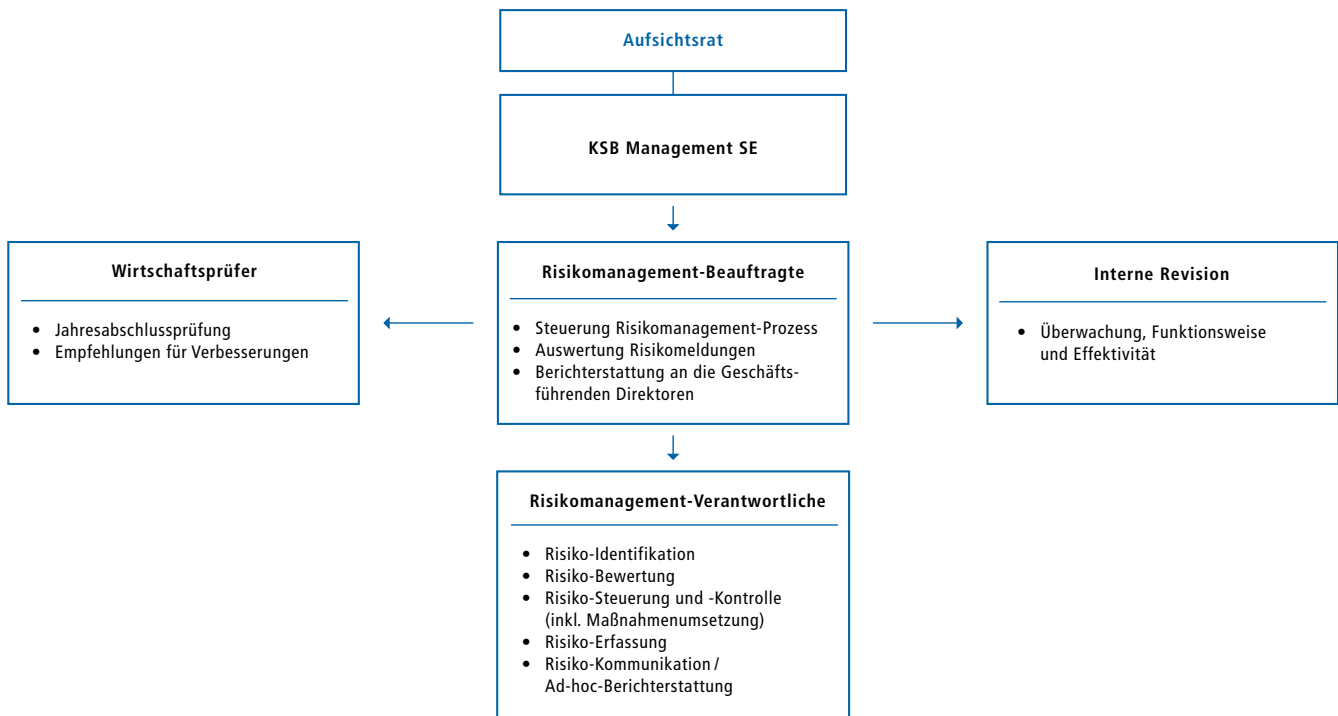 Aufsichtsrat
KSB Management SE
Wirtschaftsprüfer
• Jahresabschlussprüfung
• Empfehlungen für Verbesserungen
Risikomanagement-Beauftragte
• Steuerung Risikomanagement-Prozess
• Auswertung Risikomeldungen
• Berichterstattung an die Geschäfts-
führenden Direktoren
Interne Revision
• Überwachung, Funktionsweise
und Effektivität
Risikomanagement-Verantwortliche
• Risiko-Identifikation
• Risiko-Bewertung
• Risiko-Steuerung und -Kontrolle
(inkl. Maßnahmenumsetzung)
• Risiko-Erfassung
• Risiko-Kommunikation /
Ad-hoc-Berichterstattung